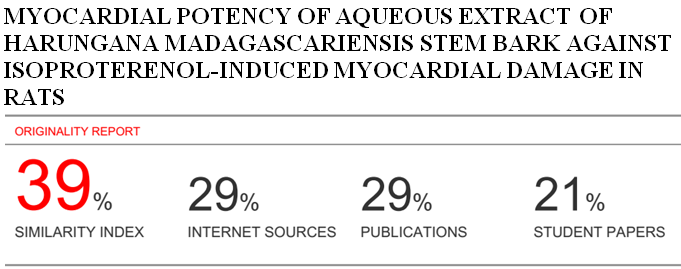 MYOCARDIAL POTENCY OF AQUEOUS EXTRACT OF
HARUNGANA MADAGASCARIENSIS STEM BARK AGAINST
ISOPROTERENOL-INDUCED MYOCARDIAL DAMAGE IN
RATS
ORIGINALITY REPORT
39% 29% 29% 21%
SIMILARITY INDEX INTERNET SOURCES PUBLICATIONS STUDENT PAPERS